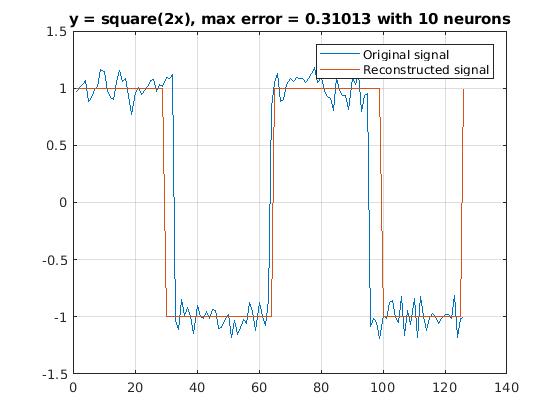 y = square(2x), max error = 0.31013 with 10 neurons
Original signal
Reconstructed signal
1.5
1
0.5
0
-0.5
-1
-1.5
0 20 40 60 80 100 120 140